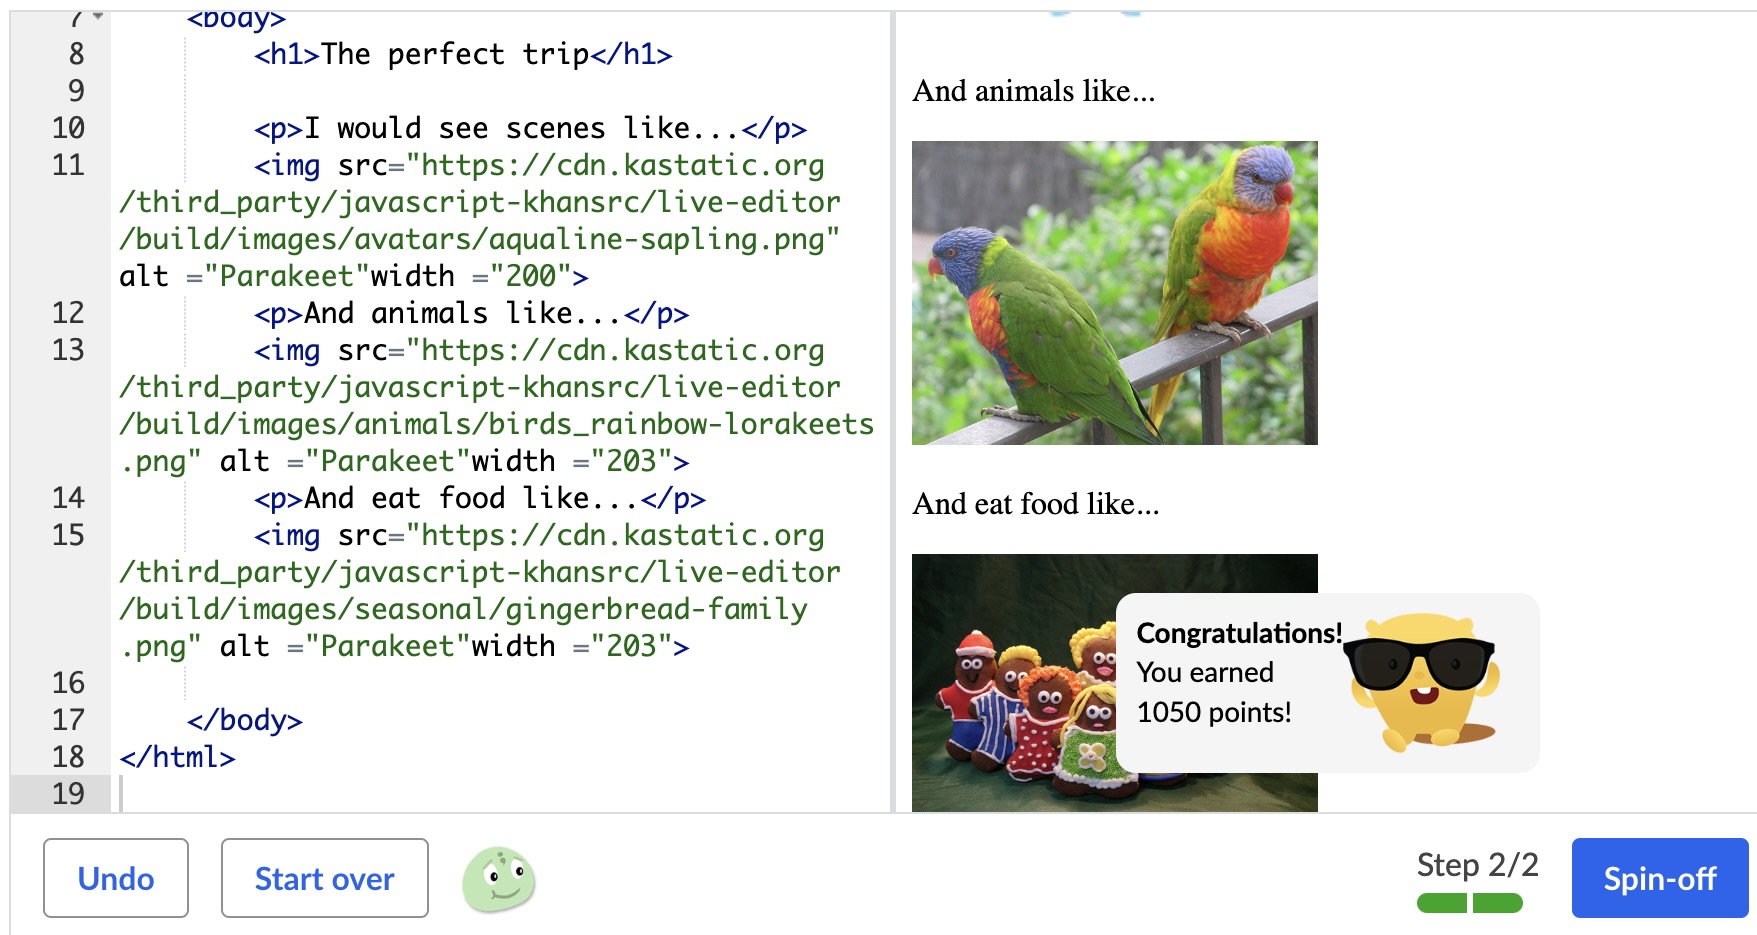 7 <body>
8 <h1>The perfect trip</h1>
9
10 <p>I would see scenes like...</p>
11 <img src="https://cdn.kastatic.org
/third_party/javascript-khansrc/live-editor
/build/images/avatars/aqualine-sapling.png"
alt ="Parakeet"width ="200">
12 <p>And animals like...</p>
13 <img src="https://cdn.kastatic.org
/third_party/javascript-khansrc/live-editor
/build/images/animals/birds_rainbow-lorakeets
.png" alt ="Parakeet"width ="203">
14 <p>And eat food like...</p>
15 <img src="https://cdn.kastatic.org
/third_party/javascript-khansrc/live-editor
/build/images/seasonal/gingerbread-family
.png" alt ="Parakeet"width ="203">
16
17 </body>
18 </html>
19
And animals like...
And eat food like...
Congratulations!
You earned
1050 points!
Undo
Start over
Step 2/2
Spin-off